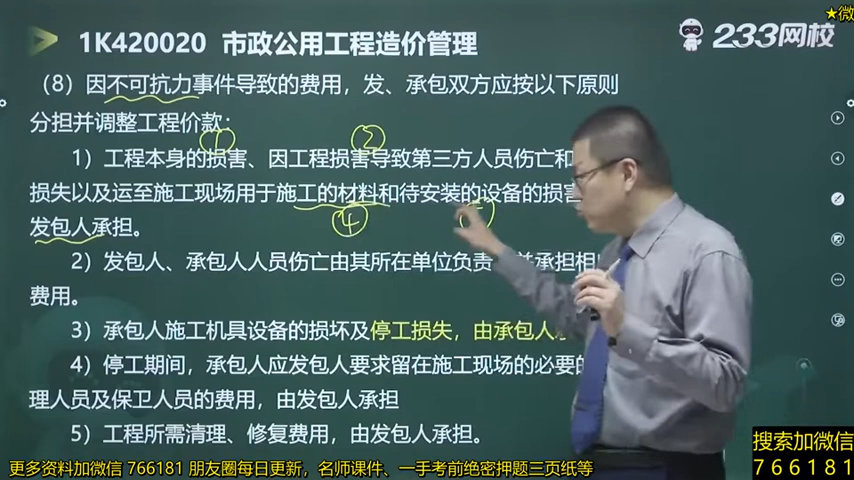 ★微
1K420020 市政公用工程造价管理
233网校
（8）因不可抗力事件导致的费用，发、承包双方应按以下原则
分担并调整工程价款：
① ②
1）工程本身的损害、因工程损害导致第三方人员伤亡和
损失以及运至施工现场用于施工的材料和待安装的设备的损害
④
发包人承担。
2）发包人、承包人人员伤亡由其所在单位负责 并承担相
费用。
3）承包人施工机具设备的损坏及停工损失，由承包人
4）停工期间，承包人应发包人要求留在施工现场的必要的
理人员及保卫人员的费用，由发包人承担
5）工程所需清理、修复费用，由发包人承担。
搜索加微信
766181
更多资料加微信 766181 朋友圈每日更新，名师课件、一手考前绝密押题三页纸等